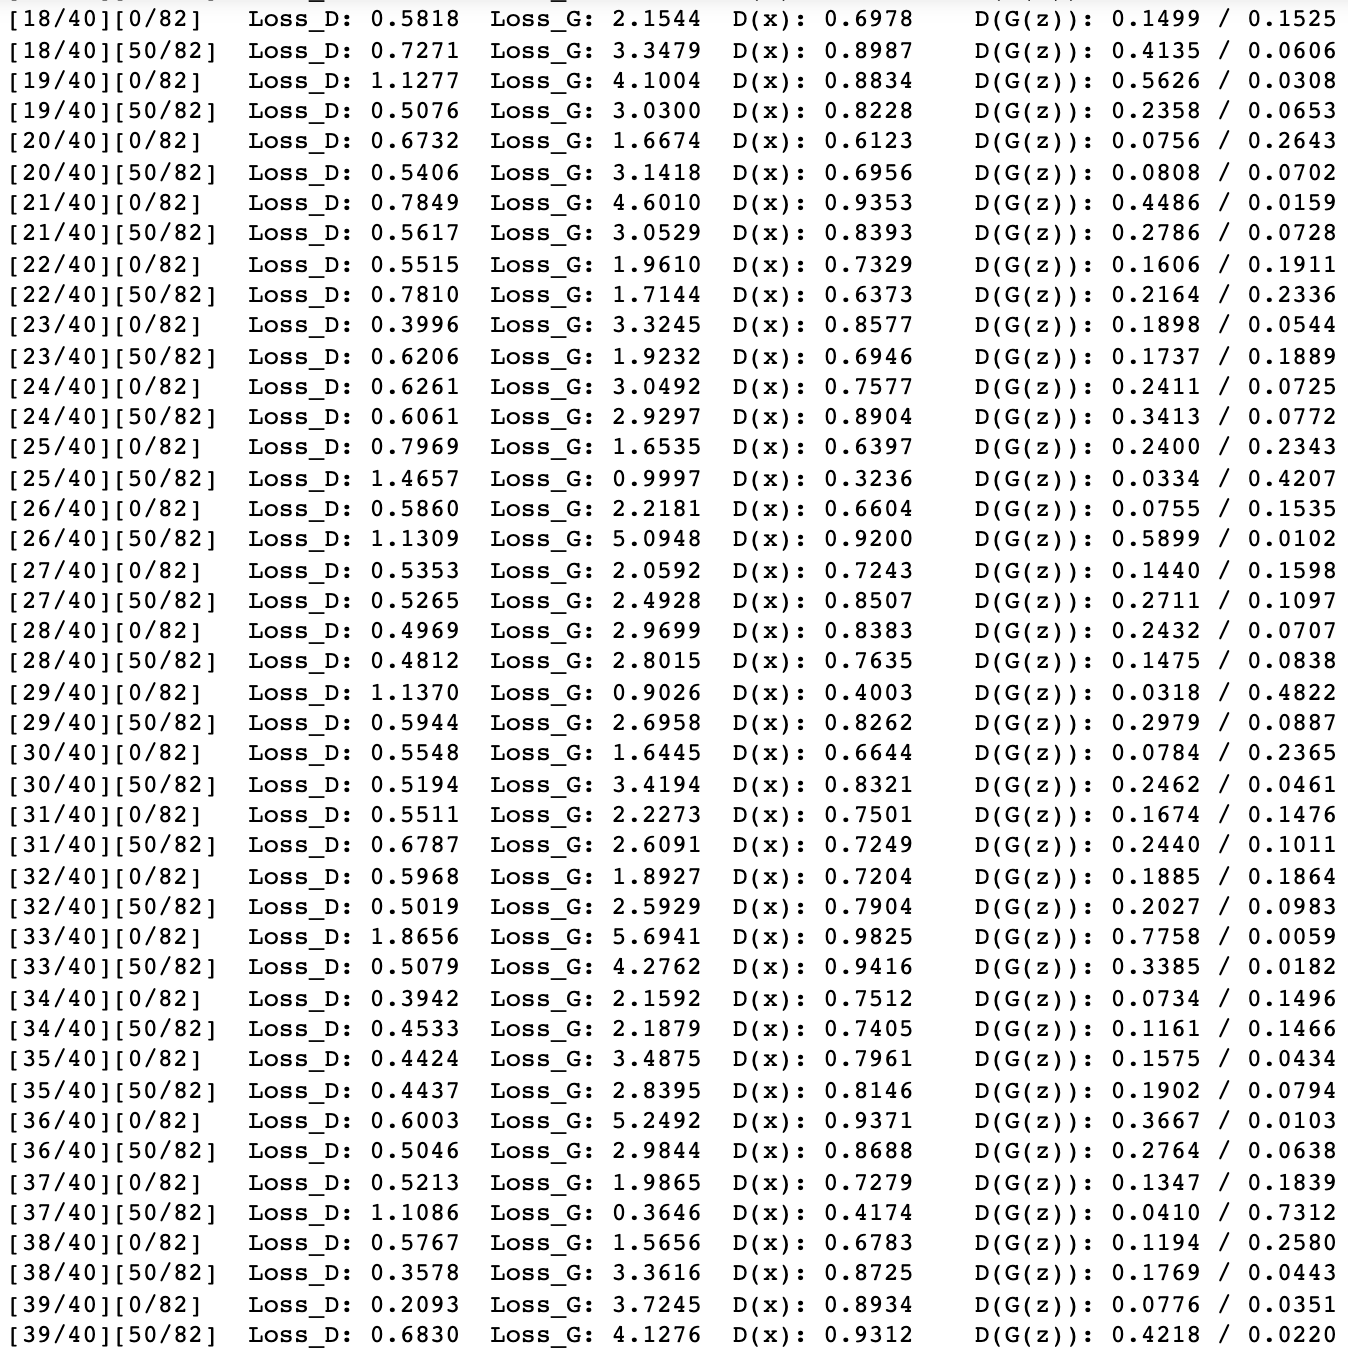 [18/40][0/82] Loss_D: 0.5818 Loss_G: 2.1544 D(x): 0.6978 D(G(z)): 0.1499 / 0.1525
[18/40][50/82] Loss_D: 0.7271 Loss_G: 3.3479 D(x): 0.8987 D(G(z)): 0.4135 / 0.0606
[19/40][0/82] Loss_D: 1.1277 Loss_G: 4.1004 D(x): 0.8834 D(G(z)): 0.5626 / 0.0308
[19/40][50/82] Loss_D: 0.5076 Loss_G: 3.0300 D(x): 0.8228 D(G(z)): 0.2358 / 0.0653
[20/40][0/82] Loss_D: 0.6732 Loss_G: 1.6674 D(x): 0.6123 D(G(z)): 0.0756 / 0.2643
[20/40][50/82] Loss_D: 0.5406 Loss_G: 3.1418 D(x): 0.6956 D(G(z)): 0.0808 / 0.0702
[21/40][0/82] Loss_D: 0.7849 Loss_G: 4.6010 D(x): 0.9353 D(G(z)): 0.4486 / 0.0159
[21/40][50/82] Loss_D: 0.5617 Loss_G: 3.0529 D(x): 0.8393 D(G(z)): 0.2786 / 0.0728
[22/40][0/82] Loss_D: 0.5515 Loss_G: 1.9610 D(x): 0.7329 D(G(z)): 0.1606 / 0.1911
[22/40][50/82] Loss_D: 0.7810 Loss_G: 1.7144 D(x): 0.6373 D(G(z)): 0.2164 / 0.2336
[23/40][0/82] Loss_D: 0.3996 Loss_G: 3.3245 D(x): 0.8577 D(G(z)): 0.1898 / 0.0544
[23/40][50/82] Loss_D: 0.6206 Loss_G: 1.9232 D(x): 0.6946 D(G(z)): 0.1737 / 0.1889
[24/40][0/82] Loss_D: 0.6261 Loss_G: 3.0492 D(x): 0.7577 D(G(z)): 0.2411 / 0.0725
[24/40][50/82] Loss_D: 0.6061 Loss_G: 2.9297 D(x): 0.8904 D(G(z)): 0.3413 / 0.0772
[25/40][0/82] Loss_D: 0.7969 Loss_G: 1.6535 D(x): 0.6397 D(G(z)): 0.2400 / 0.2343
[25/40][50/82] Loss_D: 1.4657 Loss_G: 0.9997 D(x): 0.3236 D(G(z)): 0.0334 / 0.4207
[26/40][0/82] Loss_D: 0.5860 Loss_G: 2.2181 D(x): 0.6604 D(G(z)): 0.0755 / 0.1535
[26/40][50/82] Loss_D: 1.1309 Loss_G: 5.0948 D(x): 0.9200 D(G(z)): 0.5899 / 0.0102
[27/40][0/82] Loss_D: 0.5353 Loss_G: 2.0592 D(x): 0.7243 D(G(z)): 0.1440 / 0.1598
[27/40][50/82] Loss_D: 0.5265 Loss_G: 2.4928 D(x): 0.8507 D(G(z)): 0.2711 / 0.1097
[28/40][0/82] Loss_D: 0.4969 Loss_G: 2.9699 D(x): 0.8383 D(G(z)): 0.2432 / 0.0707
[28/40][50/82] Loss_D: 0.4812 Loss_G: 2.8015 D(x): 0.7635 D(G(z)): 0.1475 / 0.0838
[29/40][0/82] Loss_D: 1.1370 Loss_G: 0.9026 D(x): 0.4003 D(G(z)): 0.0318 / 0.4822
[29/40][50/82] Loss_D: 0.5944 Loss_G: 2.6958 D(x): 0.8262 D(G(z)): 0.2979 / 0.0887
[30/40][0/82] Loss_D: 0.5548 Loss_G: 1.6445 D(x): 0.6644 D(G(z)): 0.0784 / 0.2365
[30/40][50/82] Loss_D: 0.5194 Loss_G: 3.4194 D(x): 0.8321 D(G(z)): 0.2462 / 0.0461
[31/40][0/82] Loss_D: 0.5511 Loss_G: 2.2273 D(x): 0.7501 D(G(z)): 0.1674 / 0.1476
[31/40][50/82] Loss_D: 0.6787 Loss_G: 2.6091 D(x): 0.7249 D(G(z)): 0.2440 / 0.1011
[32/40][0/82] Loss_D: 0.5968 Loss_G: 1.8927 D(x): 0.7204 D(G(z)): 0.1885 / 0.1864
[32/40][50/82] Loss_D: 0.5019 Loss_G: 2.5929 D(x): 0.7904 D(G(z)): 0.2027 / 0.0983
[33/40][0/82] Loss_D: 1.8656 Loss_G: 5.6941 D(x): 0.9825 D(G(z)): 0.7758 / 0.0059
[33/40][50/82] Loss_D: 0.5079 Loss_G: 4.2762 D(x): 0.9416 D(G(z)): 0.3385 / 0.0182
[34/40][0/82] Loss_D: 0.3942 Loss_G: 2.1592 D(x): 0.7512 D(G(z)): 0.0734 / 0.1496
[34/40][50/82] Loss_D: 0.4533 Loss_G: 2.1879 D(x): 0.7405 D(G(z)): 0.1161 / 0.1466
[35/40][0/82] Loss_D: 0.4424 Loss_G: 3.4875 D(x): 0.7961 D(G(z)): 0.1575 / 0.0434
[35/40][50/82] Loss_D: 0.4437 Loss_G: 2.8395 D(x): 0.8146 D(G(z)): 0.1902 / 0.0794
[36/40][0/82] Loss_D: 0.6003 Loss_G: 5.2492 D(x): 0.9371 D(G(z)): 0.3667 / 0.0103
[36/40][50/82] Loss_D: 0.5046 Loss_G: 2.9844 D(x): 0.8688 D(G(z)): 0.2764 / 0.0638
[37/40][0/82] Loss_D: 0.5213 Loss_G: 1.9865 D(x): 0.7279 D(G(z)): 0.1347 / 0.1839
[37/40][50/82] Loss_D: 1.1086 Loss_G: 0.3646 D(x): 0.4174 D(G(z)): 0.0410 / 0.7312
[38/40][0/82] Loss_D: 0.5767 Loss_G: 1.5656 D(x): 0.6783 D(G(z)): 0.1194 / 0.2580
[38/40][50/82] Loss_D: 0.3578 Loss_G: 3.3616 D(x): 0.8725 D(G(z)): 0.1769 / 0.0443
[39/40][0/82] Loss_D: 0.2093 Loss_G: 3.7245 D(x): 0.8934 D(G(z)): 0.0776 / 0.0351
[39/40][50/82] Loss_D: 0.6830 Loss_G: 4.1276 D(x): 0.9312 D(G(z)): 0.4218 / 0.0220